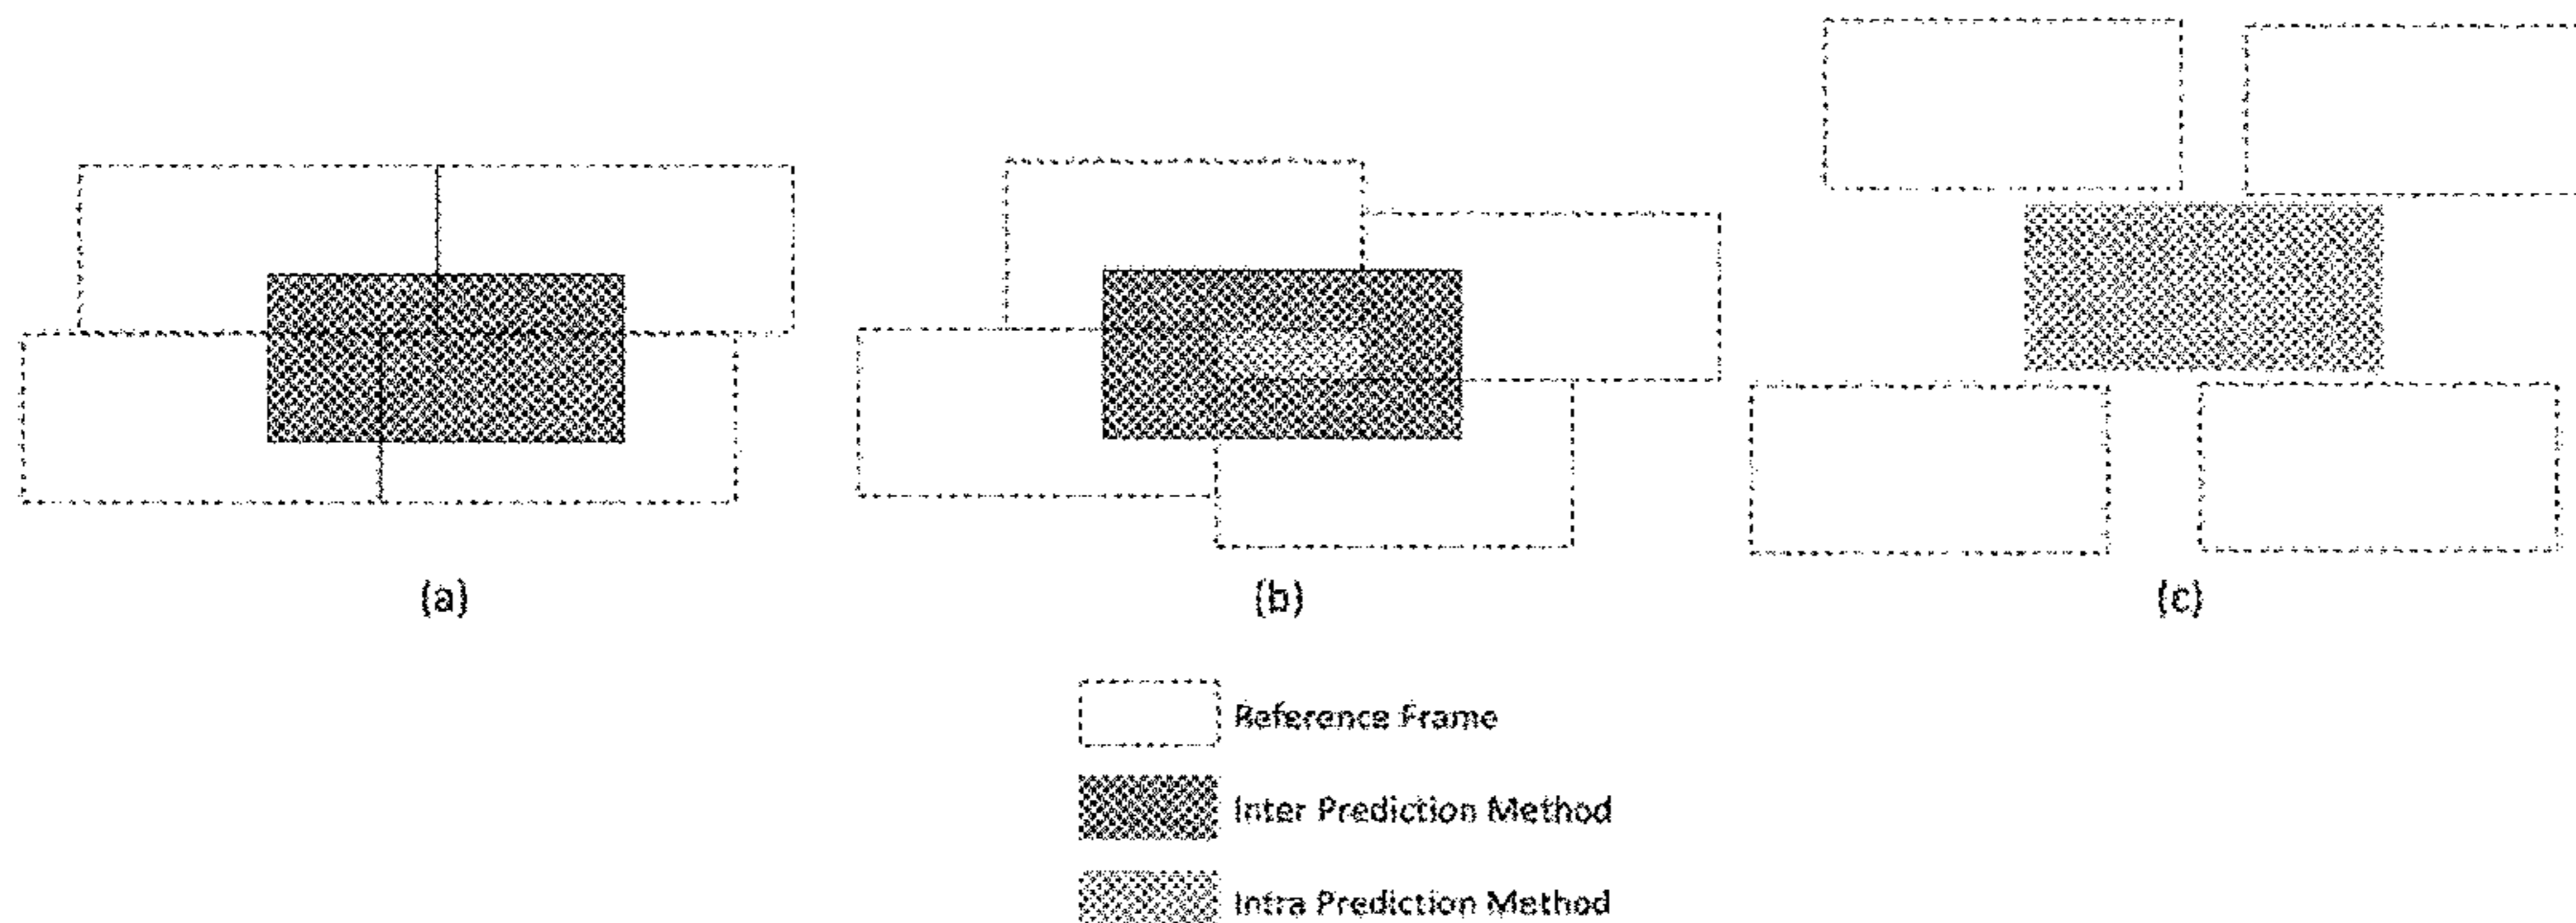 (a)
(b)
(c)
Reference Frame
Inter Prediction Method
Intra Prediction Method